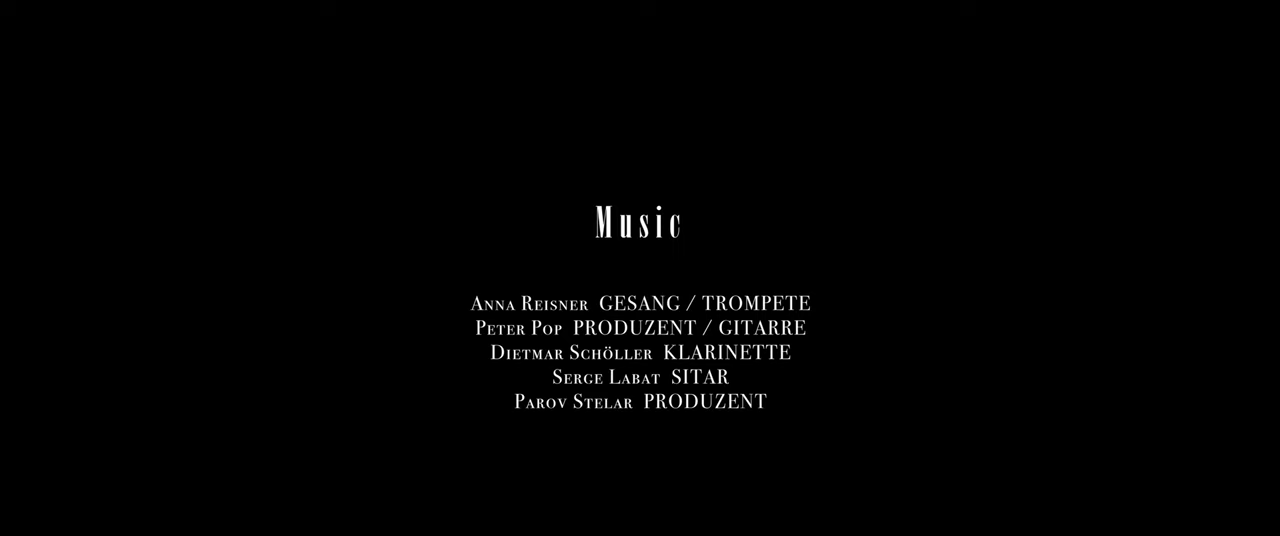 Music
Anna Reisner GESANG / TROMPETE
Peter Pop PRODUZENT / GITARRE
Dietmar Schöller KLARINETTE
Serge Labat SITAR
Parov Stelar PRODUZENT